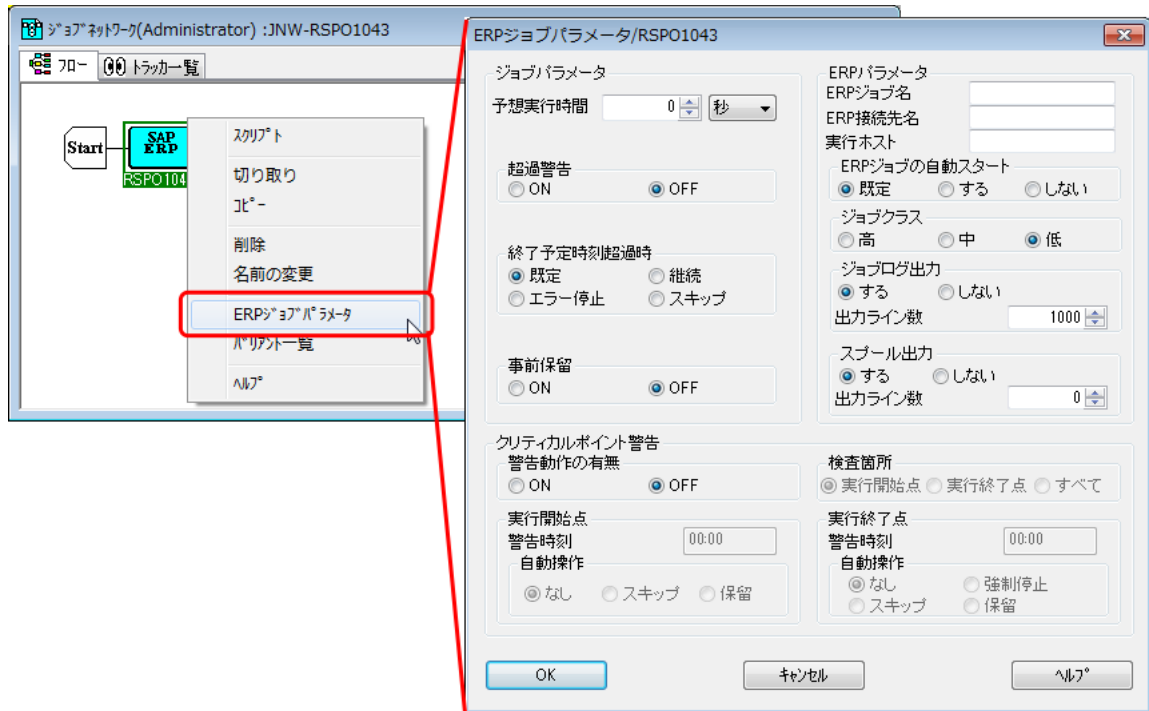 ジョブネットワーク(Administrator) :JNW-RSPO1043
フロー トラッカ一覧
Start
SAP
ERP
RSPO104
スクリプト
切り取り
コピー
削除
名前の変更
ERPジョブパラメータ
バリアント一覧
ヘルプ
ERPジョブパラメータ/RSPO1043
ジョブパラメータ
予想実行時間 0 秒
超過警告
ON OFF
終了予定時刻超過時
既定 継続
エラー停止 スキップ
事前保留
ON OFF
ERPパラメータ
ERPジョブ名
ERP接続先名
実行ホスト
ERPジョブの自動スタート
既定 する しない
ジョブクラス
高 中 低
ジョブログ出力
する しない
出力ライン数 1000
スプール出力
する しない
出力ライン数 0
クリティカルポイント警告
警告動作の有無
ON OFF
検査箇所
実行開始点 実行終了点 すべて
実行開始点
警告時刻 00:00
自動操作
なし スキップ 保留
実行終了点
警告時刻 00:00
自動操作
なし 強制停止
スキップ 保留
OK キャンセル ヘルプ